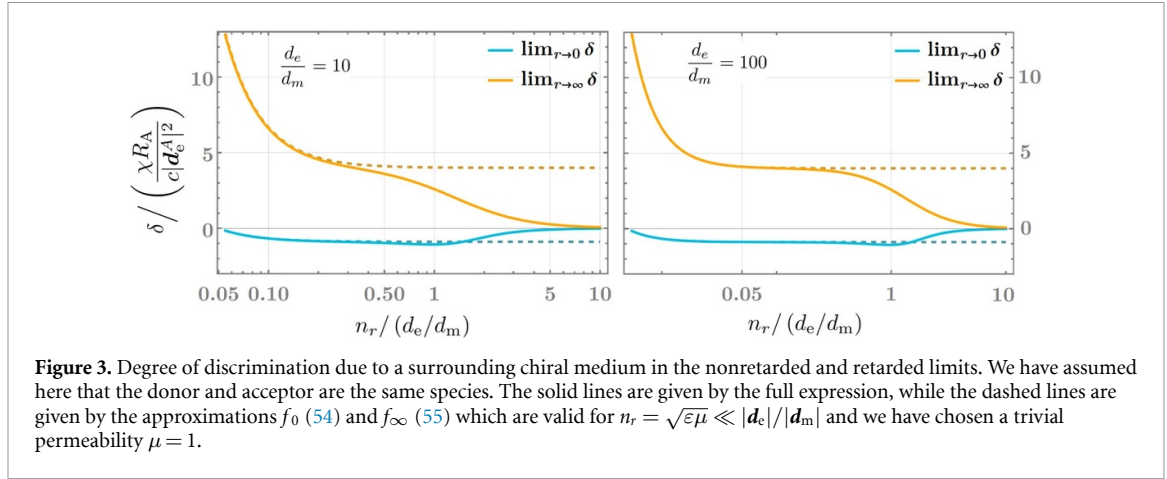 δ / (χR_A / c|d_e^A|²)
10
5
0
d_e/d_m = 10
lim_{r→0} δ
lim_{r→∞} δ
0.05 0.10 0.50 1 5 10
n_r / (d_e/d_m)
d_e/d_m = 100
lim_{r→0} δ
lim_{r→∞} δ
10
5
0
0.05 1 10
n_r / (d_e/d_m)
Figure 3. Degree of discrimination due to a surrounding chiral medium in the nonretarded and retarded limits. We have assumed
here that the donor and acceptor are the same species. The solid lines are given by the full expression, while the dashed lines are
given by the approximations f_0 (54) and f_∞ (55) which are valid for n_r = √εμ ≪ |d_e|/|d_m| and we have chosen a trivial
permeability μ = 1.